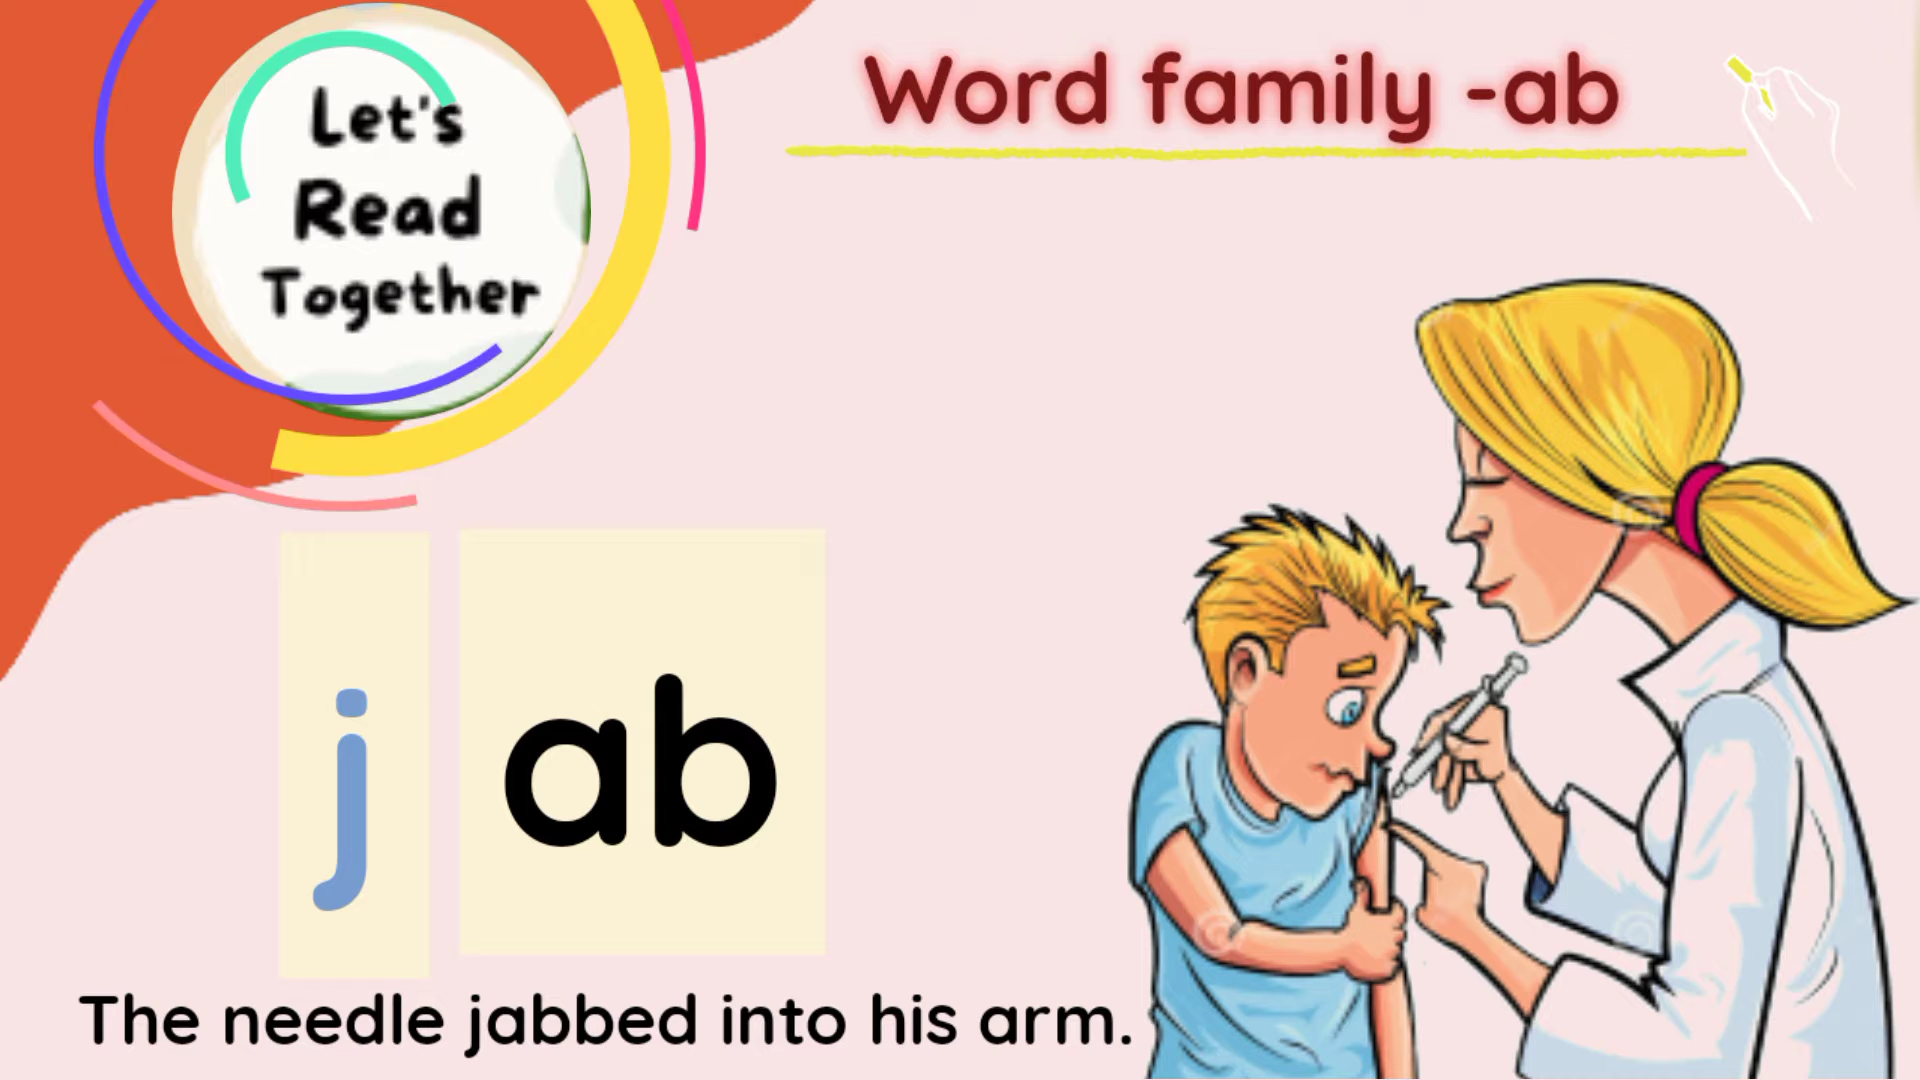 Let's
Read
Together
Word family -ab
j ab
The needle jabbed into his arm.